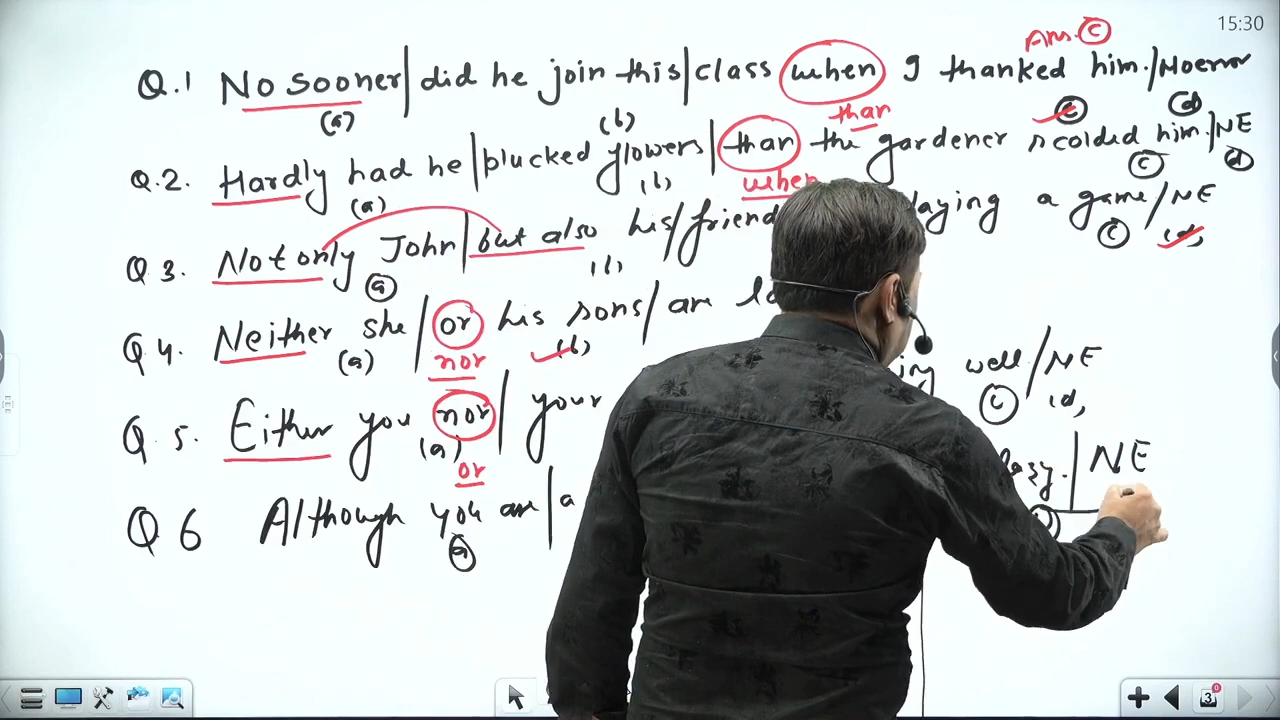 15:30
Ans. (c)
Q.1 No sooner/did he join this/class when I thanked him./No error
(a) (b) than (c) (d)
Q.2. Hardly had he/plucked flowers/than the gardener scolded him./NE
(a) (b) when (c) (d)
Q 3. Not only John/but also his/ a game/NE
(a) (b) (c) (d)
Q 4. Neither she/or his sons/are
(a) nor (b)
well/NE
(c) (d)
Q.5. Either you nor/your
(a) or
NE
Q 6 Although you are/a
(a)
3